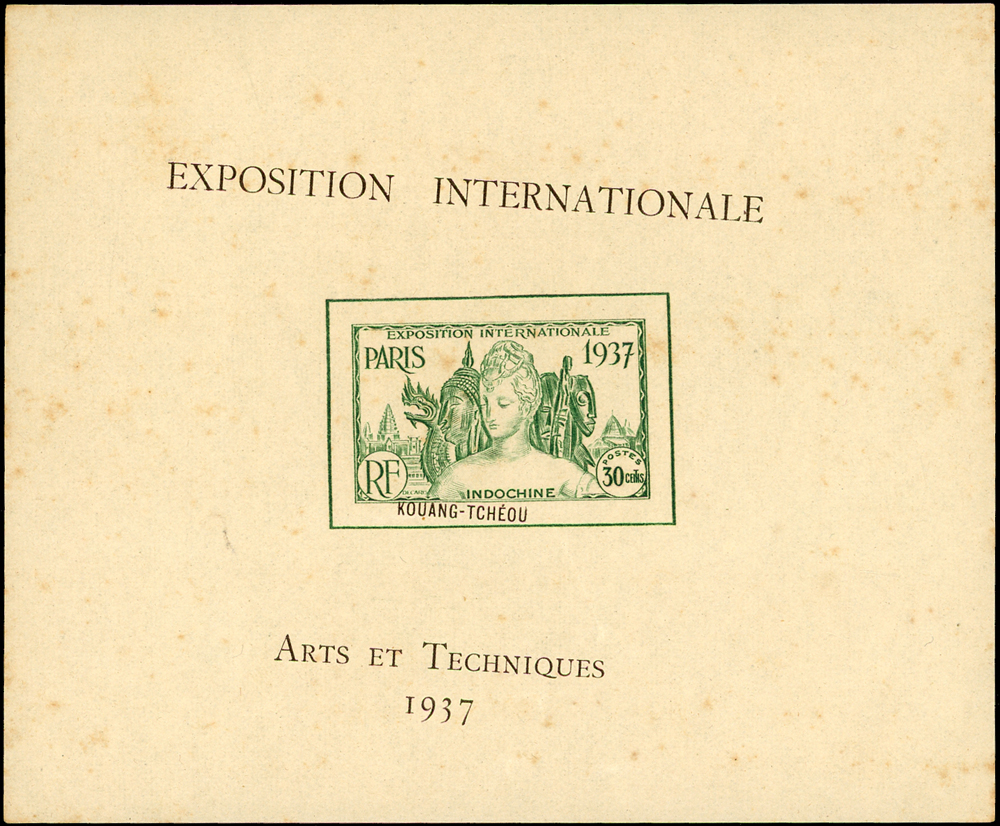 EXPOSITION INTERNATIONALE
EXPOSITION INTERNATIONALE
PARIS 1937
RF
POSTES
30 CENTS
INDOCHINE
KOUANG-TCHÉOU
ARTS ET TECHNIQUES
1937